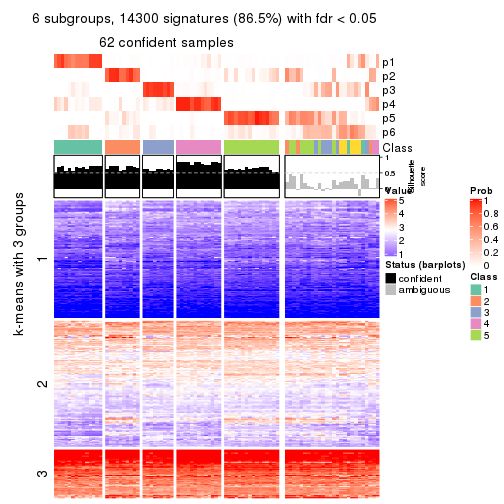 6 subgroups, 14300 signatures (86.5%) with fdr < 0.05
62 confident samples
p1
p2
p3
p4
p5
p6
Class
1
0.5
0
Silhouette
score
k-means with 3 groups
1
2
3
Value
5
4
3
2
1
Status (barplots)
confident
ambiguous
Prob
1
0.8
0.6
0.4
0.2
0
Class
1
2
3
4
5